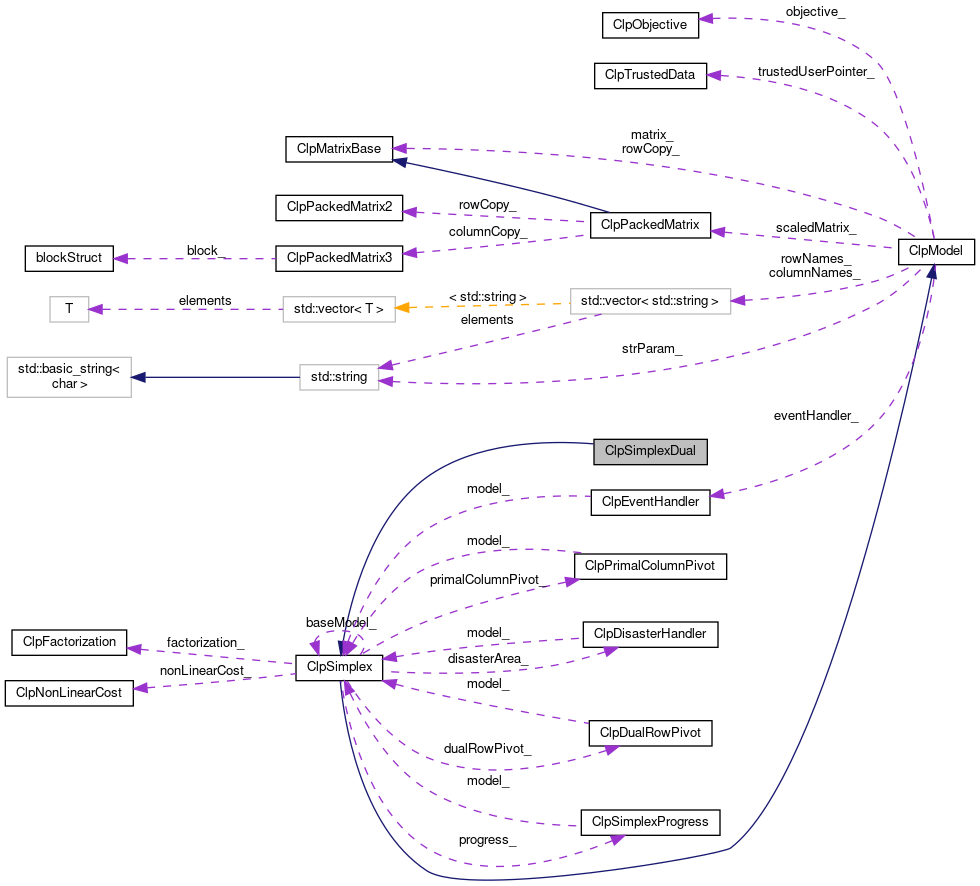 objective_
ClpObjective
trustedUserPointer_
ClpTrustedData
matrix_
rowCopy_
ClpMatrixBase
rowCopy_
ClpPackedMatrix2
ClpPackedMatrix
columnCopy_
scaledMatrix_
ClpModel
block_
blockStruct
ClpPackedMatrix3
rowNames_
columnNames_
elements
< std::string >
T
std::vector< T >
std::vector< std::string >
elements
strParam_
std::basic_string<
char >
std::string
eventHandler_
ClpSimplexDual
model_
ClpEventHandler
model_
ClpPrimalColumnPivot
primalColumnPivot_
baseModel_
model_
ClpDisasterHandler
factorization_
ClpFactorization
disasterArea_
ClpSimplex
nonLinearCost_
model_
ClpNonLinearCost
ClpDualRowPivot
dualRowPivot_
model_
ClpSimplexProgress
progress_